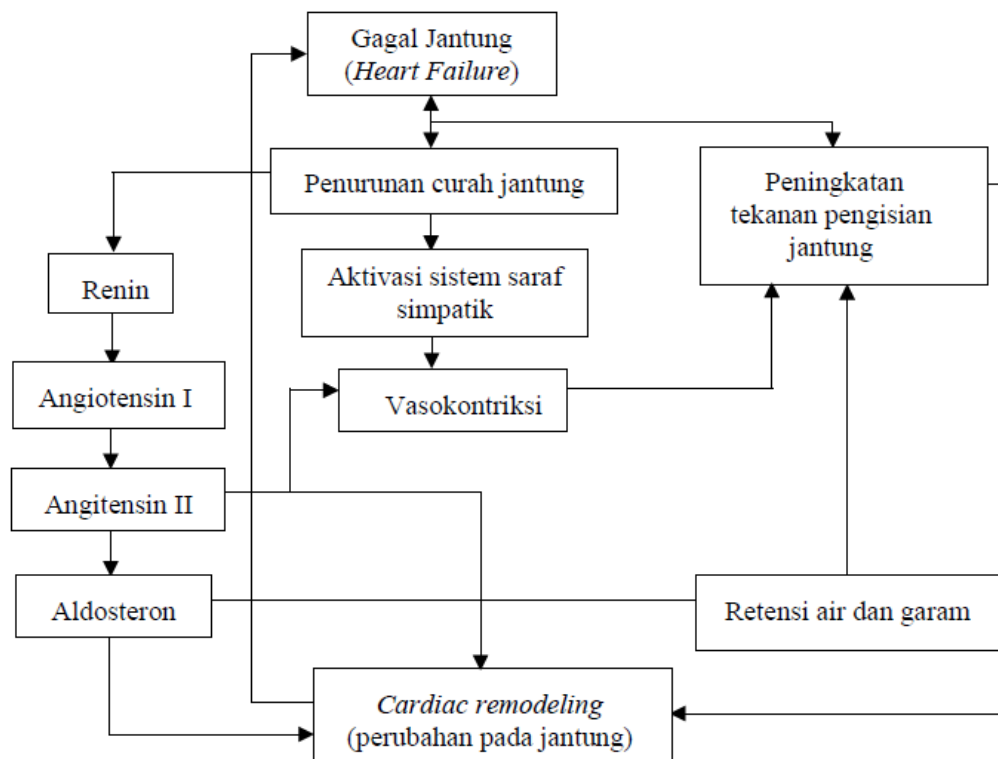 Gagal Jantung
(Heart Failure)
Penurunan curah jantung
Peningkatan
tekanan pengisian
jantung
Renin
Aktivasi sistem saraf
simpatik
Angiotensin I
Vasokontriksi
Angitensin II
Aldosteron
Retensi air dan garam
Cardiac remodeling
(perubahan pada jantung)